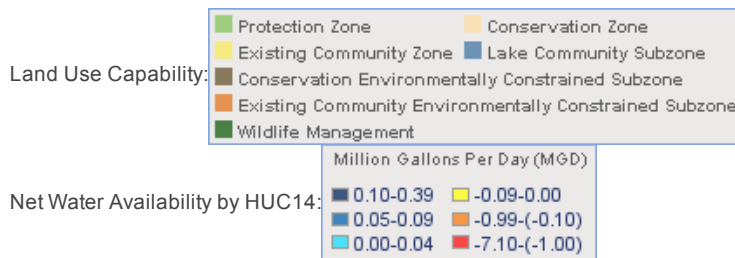 Protection Zone Conservation Zone
Existing Community Zone Lake Community Subzone
Land Use Capability: Conservation Environmentally Constrained Subzone
Existing Community Environmentally Constrained Subzone
Wildlife Management
Million Gallons Per Day (MGD)
0.10-0.39 -0.09-0.00
Net Water Availability by HUC14: 0.05-0.09 -0.99-(-0.10)
0.00-0.04 -7.10-(-1.00)